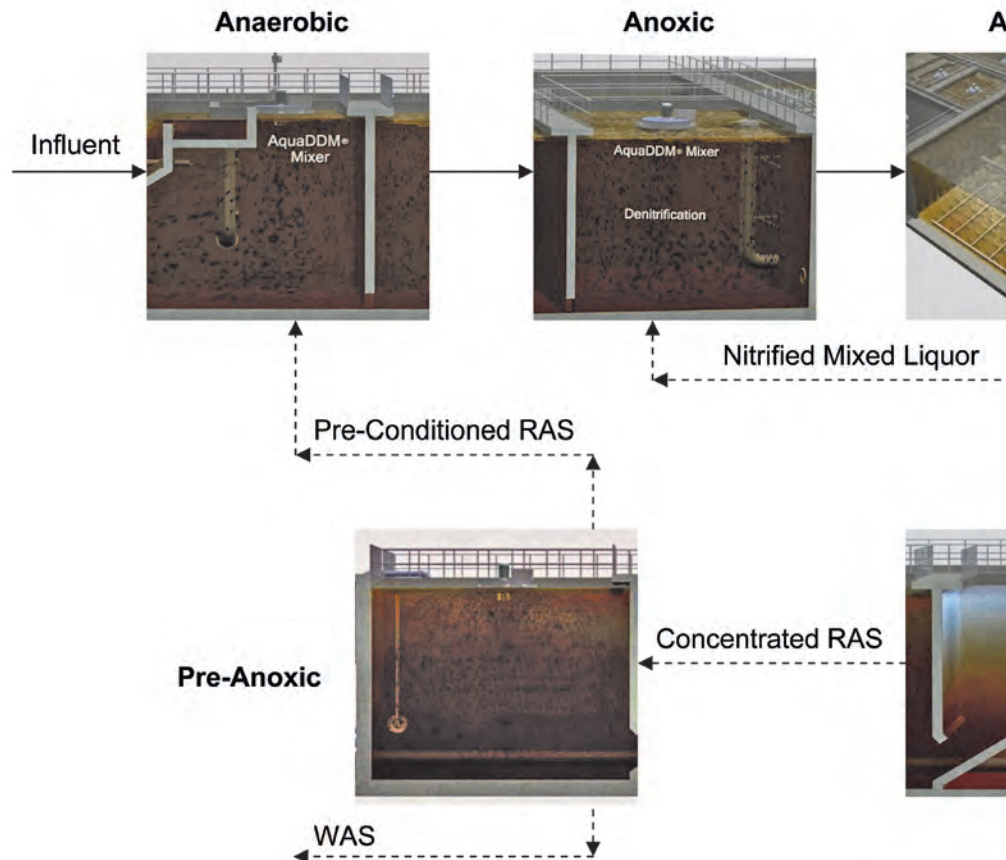 Anaerobic
Anoxic
A
Influent
AquaDDM®
Mixer
AquaDDM® Mixer
Denitrification
Nitrified Mixed Liquor
Pre-Conditioned RAS
Concentrated RAS
Pre-Anoxic
WAS